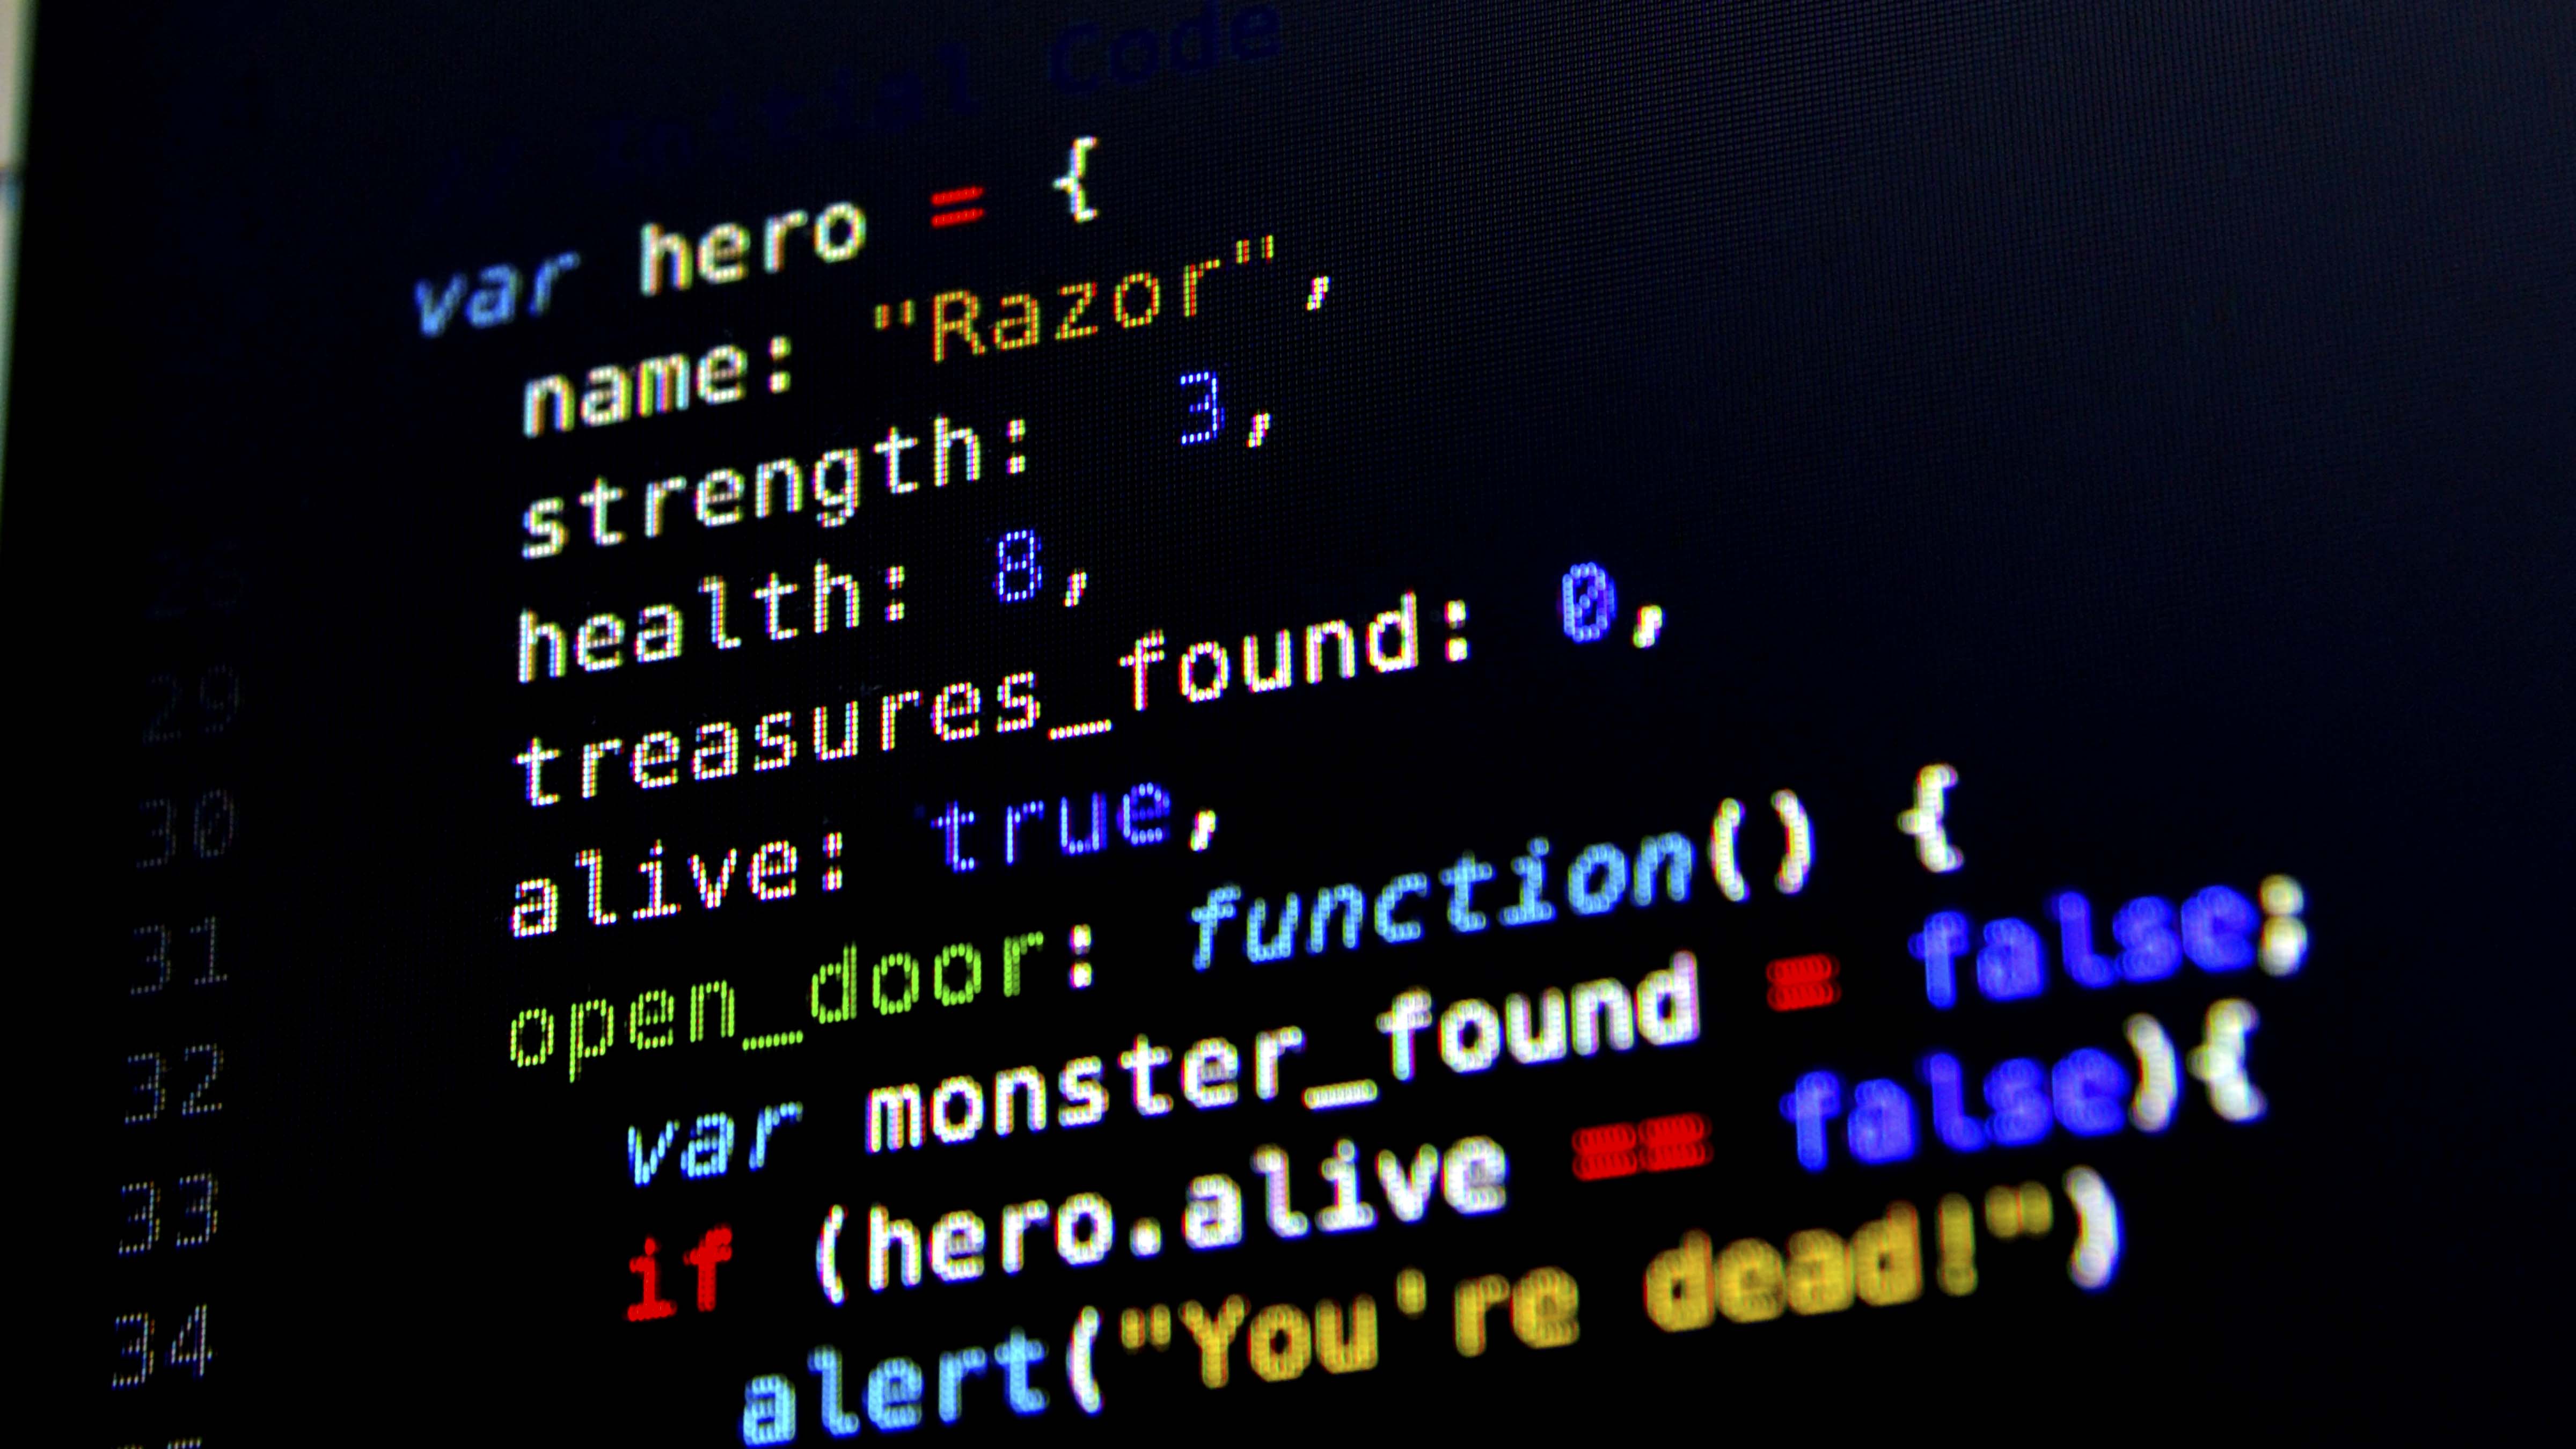 Initial Code
var hero = {
name: "Razor",
strength:  3,
health: 8,
29 treasures_found: 0,
30 alive: true,
31 open_door: function() {
32 var monster_found = false;
33 if (hero.alive == false){
34 alert("You're dead!")